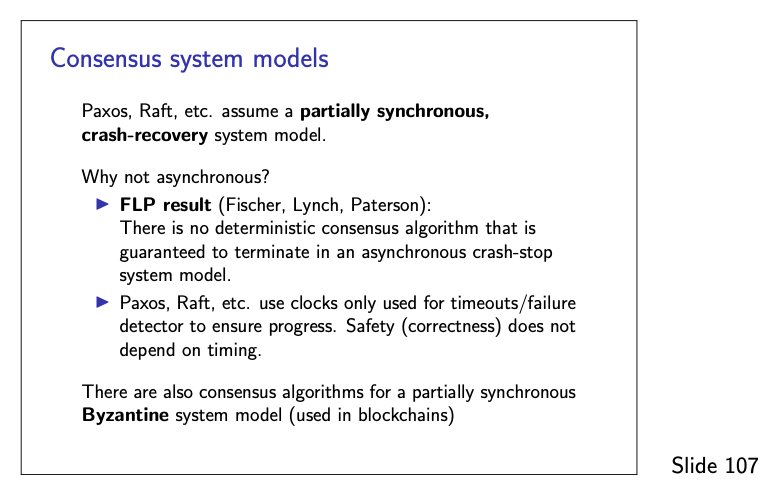 Consensus system models
Paxos, Raft, etc. assume a partially synchronous,
crash-recovery system model.
Why not asynchronous?
▶ FLP result (Fischer, Lynch, Paterson):
There is no deterministic consensus algorithm that is
guaranteed to terminate in an asynchronous crash-stop
system model.
▶ Paxos, Raft, etc. use clocks only used for timeouts/failure
detector to ensure progress. Safety (correctness) does not
depend on timing.
There are also consensus algorithms for a partially synchronous
Byzantine system model (used in blockchains)
Slide 107